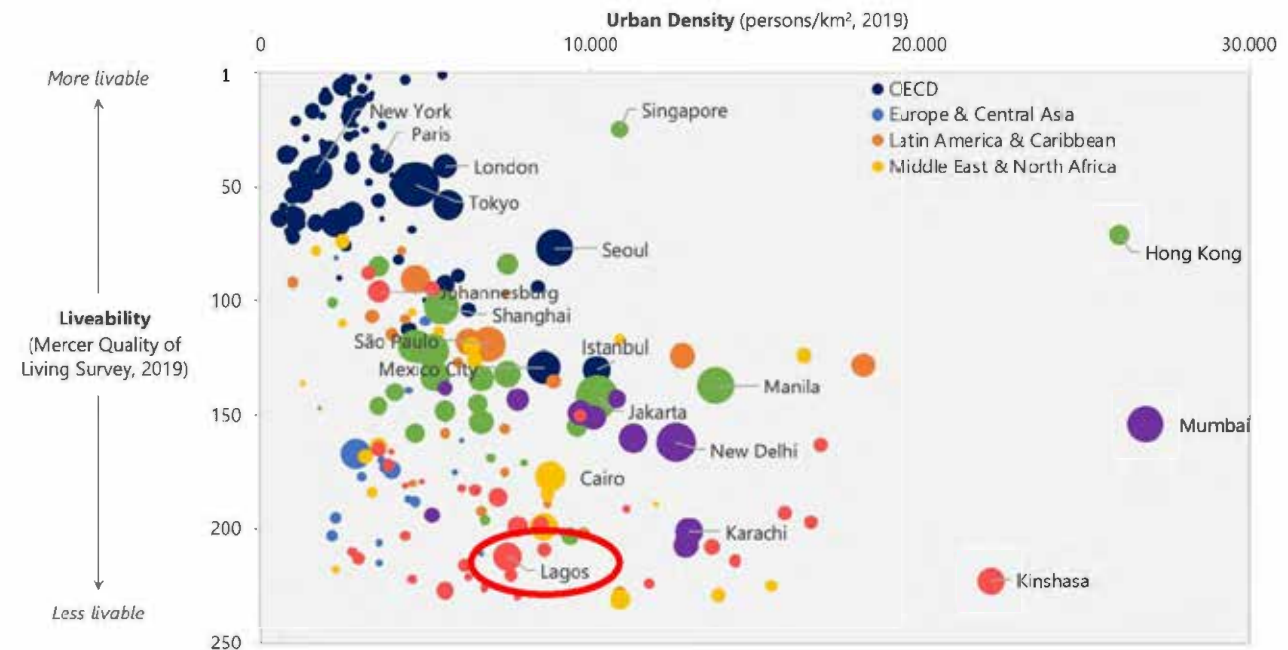 Urban Density (persons/km², 2019)
0 10.000 20.000 30.000
More livable
1
50
100
150
200
250
Liveability
(Mercer Quality of
Living Survey, 2019)
Less livable
OECD
Europe & Central Asia
Latin America & Caribbean
Middle East & North Africa
New York
Paris
Singapore
London
Tokyo
Seoul
Hong Kong
Johannesburg
Shanghai
São Paulo
Istanbul
Mexico City
Manila
Jakarta
Mumbai
New Delhi
Cairo
Karachi
Lagos
Kinshasa